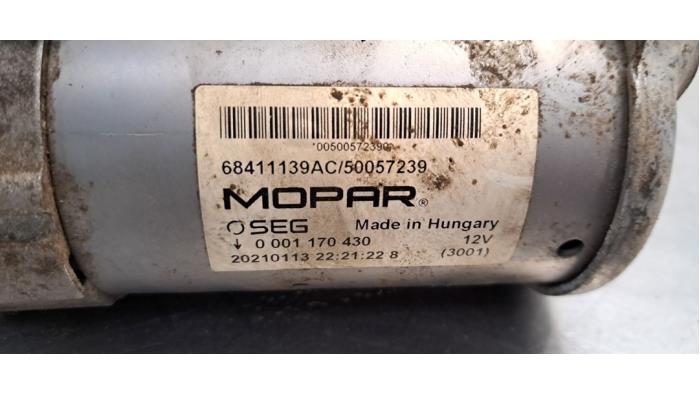 *00500572390*
68411139AC/50057239
MOPAR®
SEG Made in Hungary
0 001 170 430 12V
20210113 22:21:22 8 (3001)